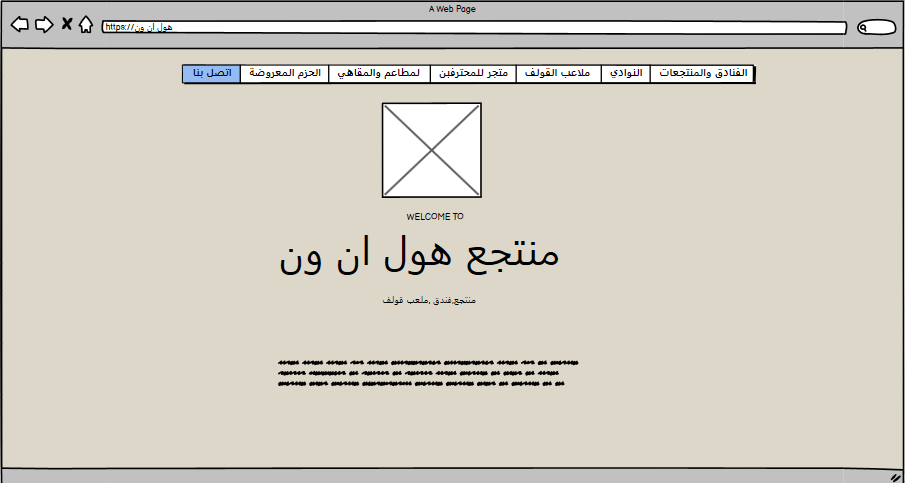 A Web Page
https://هول ان ون
الفنادق والمنتجعات النوادي ملاعب القولف متجر للمحترفين لمطاعم والمقاهي الحزم المعروضة اتصل بنا
WELCOME TO
منتجع هول ان ون
منتجع,فندق ,ملعب قولف